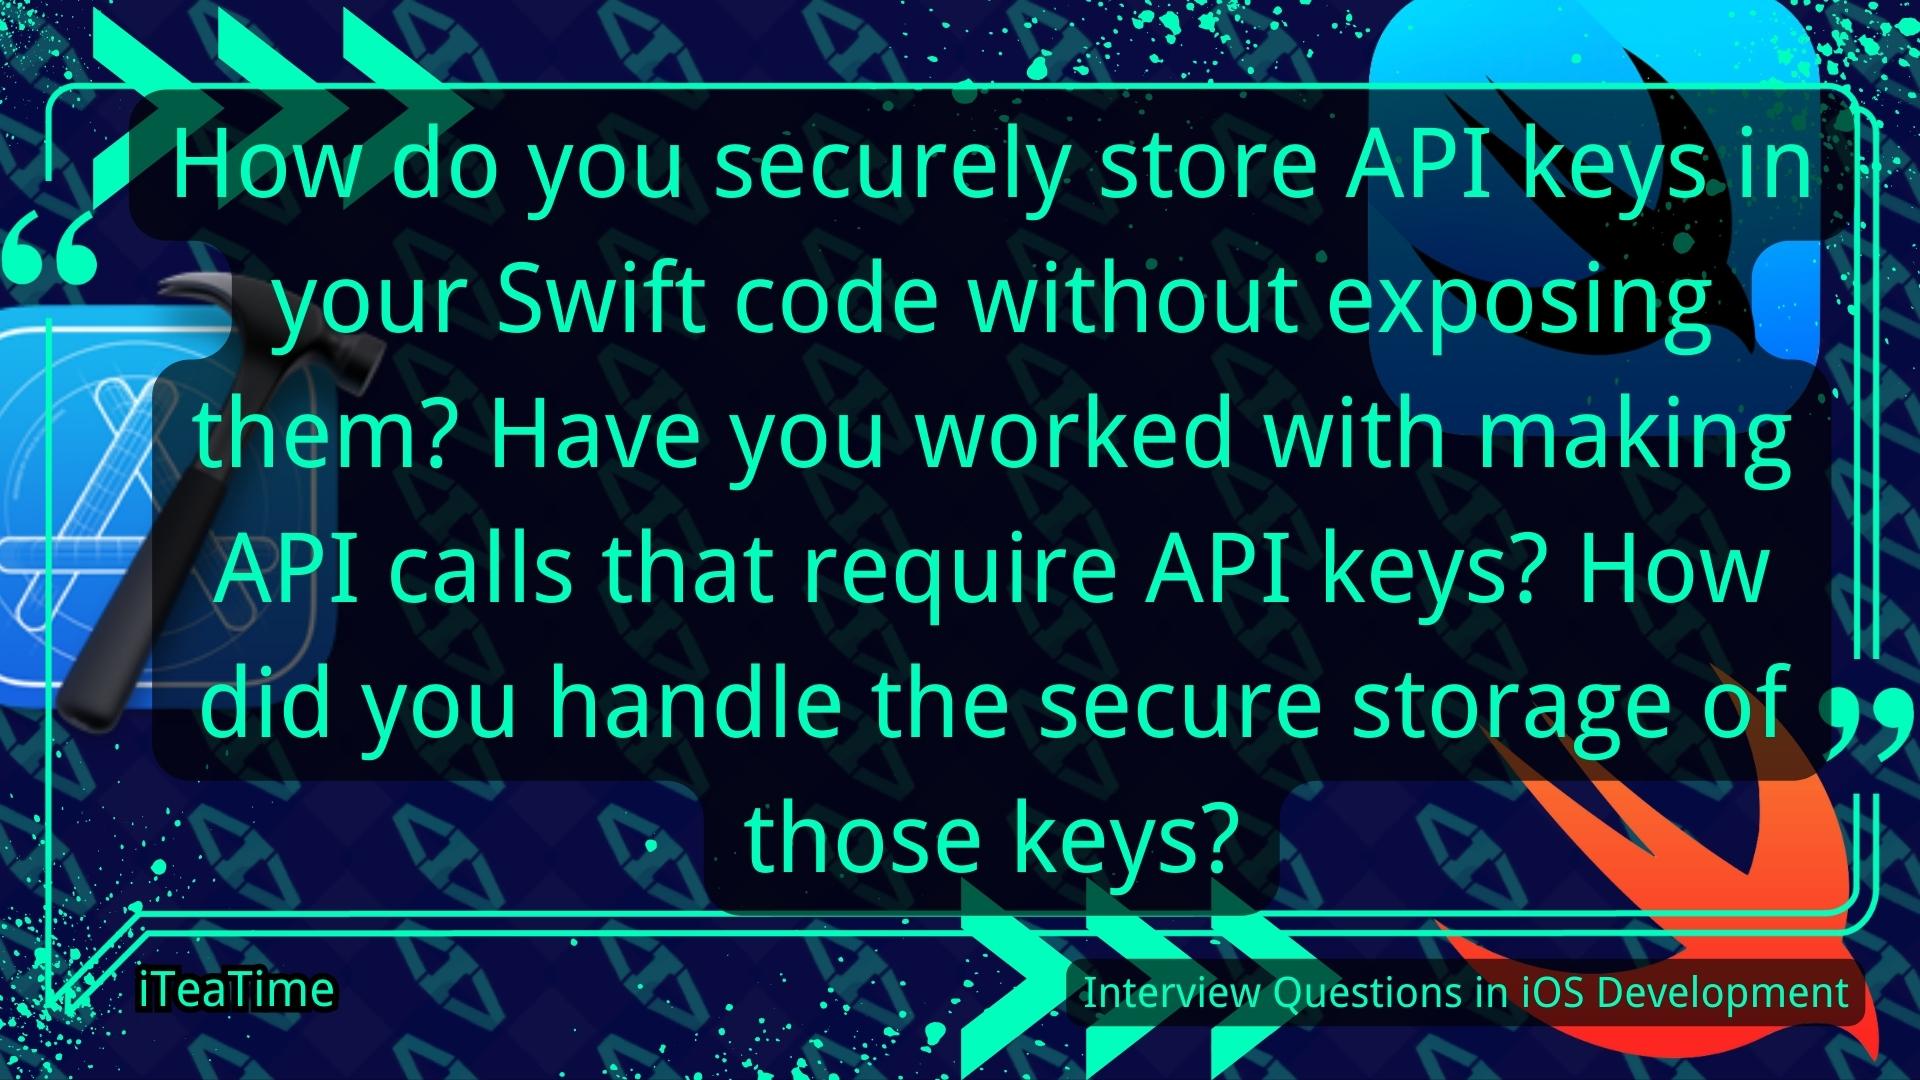 How do you securely store API keys in
your Swift code without exposing
them? Have you worked with making
API calls that require API keys? How
did you handle the secure storage of
those keys?
iTeaTime
Interview Questions in iOS Development